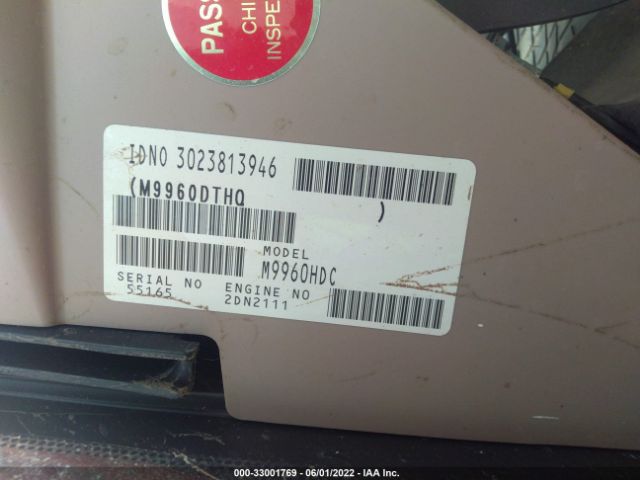 PASS
CHI
INSPE
IDNO 3023813946
(M9960DTHQ )
MODEL
M9960HDC
SERIAL NO
55165
ENGINE NO
2DN2111
000-33001769 - 06/01/2022 - IAA Inc.